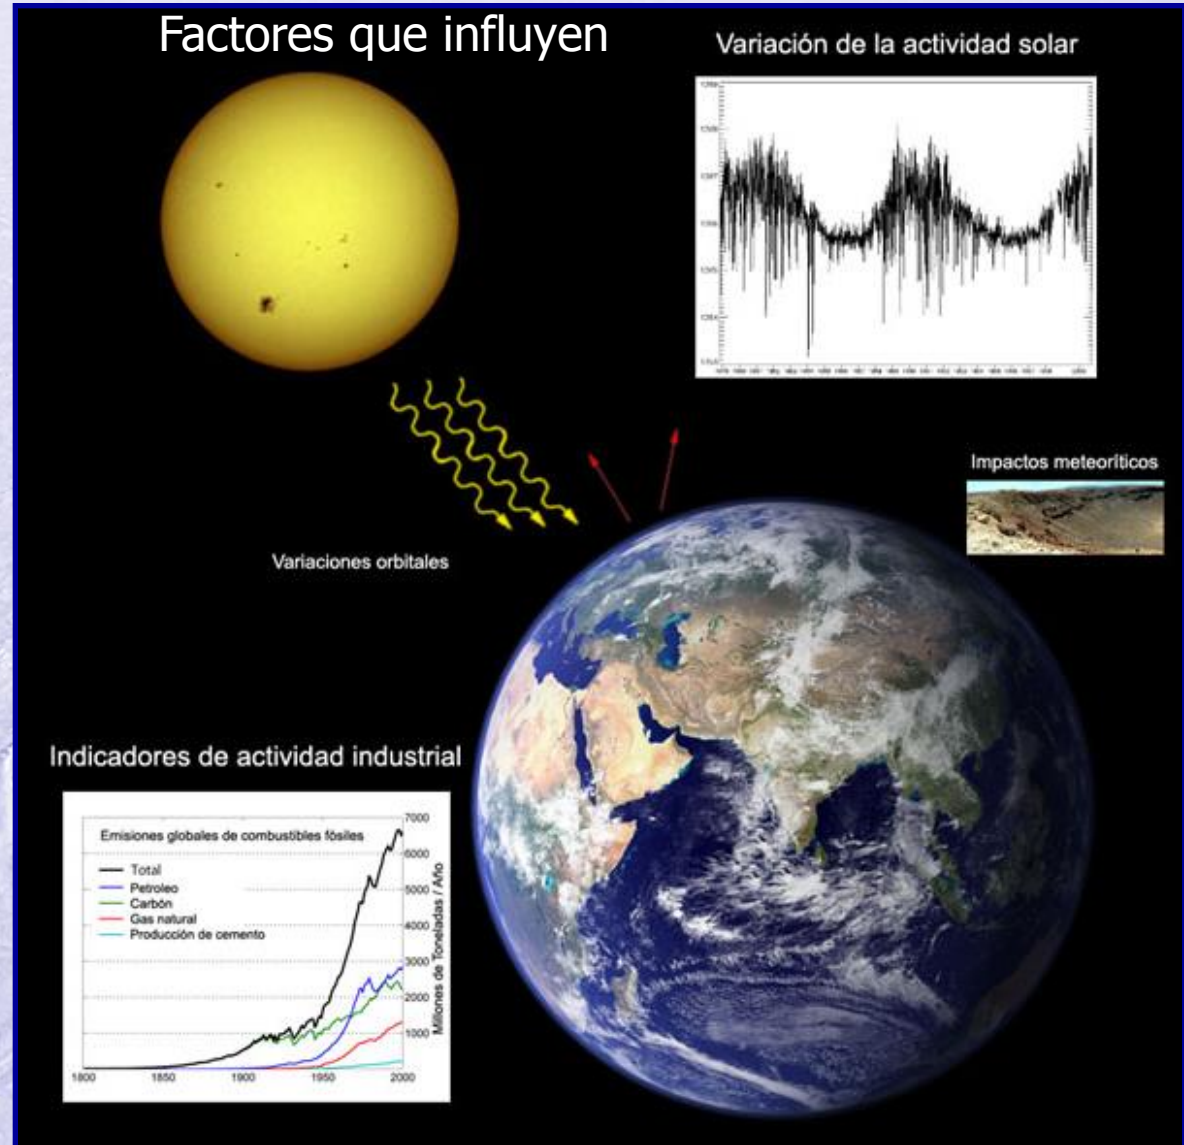 Factores que influyen
Variación de la actividad solar
Impactos meteoríticos
Variaciones orbitales
Indicadores de actividad industrial
Emisiones globales de combustibles fósiles
Total
Petroleo
Carbón
Gas natural
Producción de cemento
7000
6000
5000
4000
3000
2000
1000
Millones de Toneladas / Año
1800 1850 1900 1950 2000